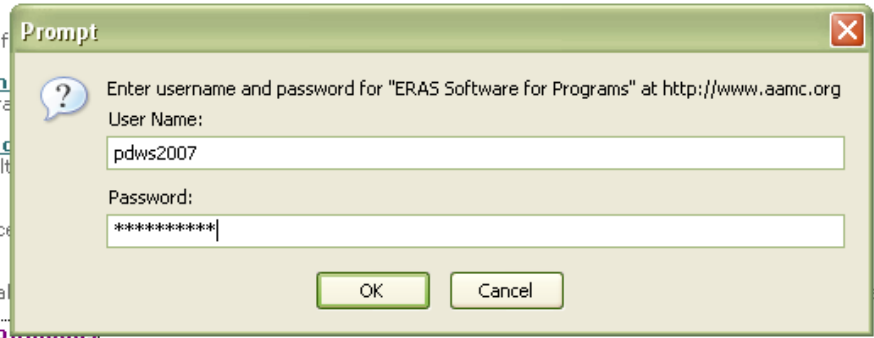 Prompt
Enter username and password for "ERAS Software for Programs" at http://www.aamc.org
User Name:
pdws2007
Password:
**********
OK
Cancel